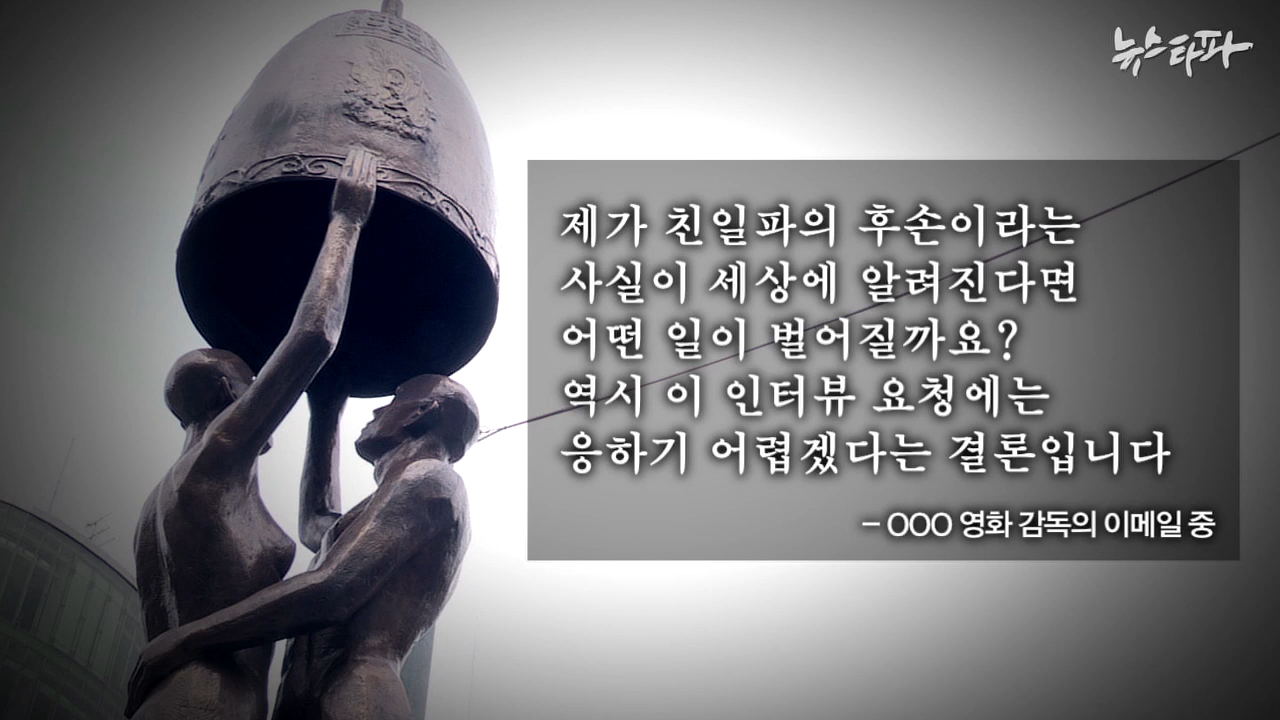 뉴스타파
제가 친일파의 후손이라는
사실이 세상에 알려진다면
어떤 일이 벌어질까요?
역시 이 인터뷰 요청에는
응하기 어렵겠다는 결론입니다
– OOO 영화 감독의 이메일 중